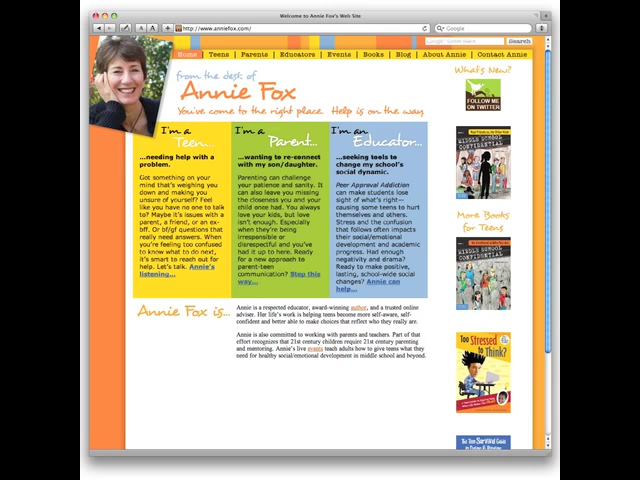 Welcome to Annie Fox's Web Site
http://www.anniefox.com/
Google
Search
Home | Teens | Parents | Educators | Events | Books | Blog | About Annie | Contact Annie
from the desk of
Annie Fox
You've come to the right place Help is on the way
What's New?
FOLLOW ME
ON TWITTER
I'm a
Teen...
...needing help with a
problem.
Got something on
your mind that's weighing you
down and making you
unsure of yourself? Feel
like you have no one to talk
to? Maybe it's issues with a
parent, a friend, or an ex-
bff. Or bf/gf questions that
really need answers. When
you're feeling too confused
to know what to do next,
it's smart to reach out for
help. Let's talk. Annie's
listening...
I'm a
Parent...
...wanting to re-connect
with my son/daughter.
Parenting can challenge
your patience and sanity. It
can also leave you missing
the closeness you and your
child once had. You always
love your kids, but love
isn't enough. Especially
when they're being
irresponsible or
disrespectful and you've
had it up to here. Ready
for a new approach to
parent-teen
communication? Step this
way...
I'm an
Educator...
...seeking tools to
change my school's
social dynamic.
Peer Approval Addiction
can make students lose
sight of what's right—
causing some teens to hurt
themselves and others.
Stress and the confusion
that follows often impacts
their social/emotional
development and academic
progress. Had enough
negativity and drama?
Ready to make positive,
lasting, school-wide social
changes? Annie can
help...
MIDDLE SCHOOL
CONFIDENTIAL
More Books
for Teens
MIDDLE SCHOOL
CONFIDENTIAL
Too
Stressed
to Think?
The Teen Survival Guide
Annie Fox is...
Annie is a respected educator, award-winning author, and a trusted online
adviser. Her life's work is helping teens become more self-aware, self-
confident and better able to make choices that reflect who they really are.
Annie is also committed to working with parents and teachers. Part of that
effort recognizes that 21st century children require 21st century parenting
and mentoring. Annie's live events teach adults how to give teens what they
need for healthy social/emotional development in middle school and beyond.